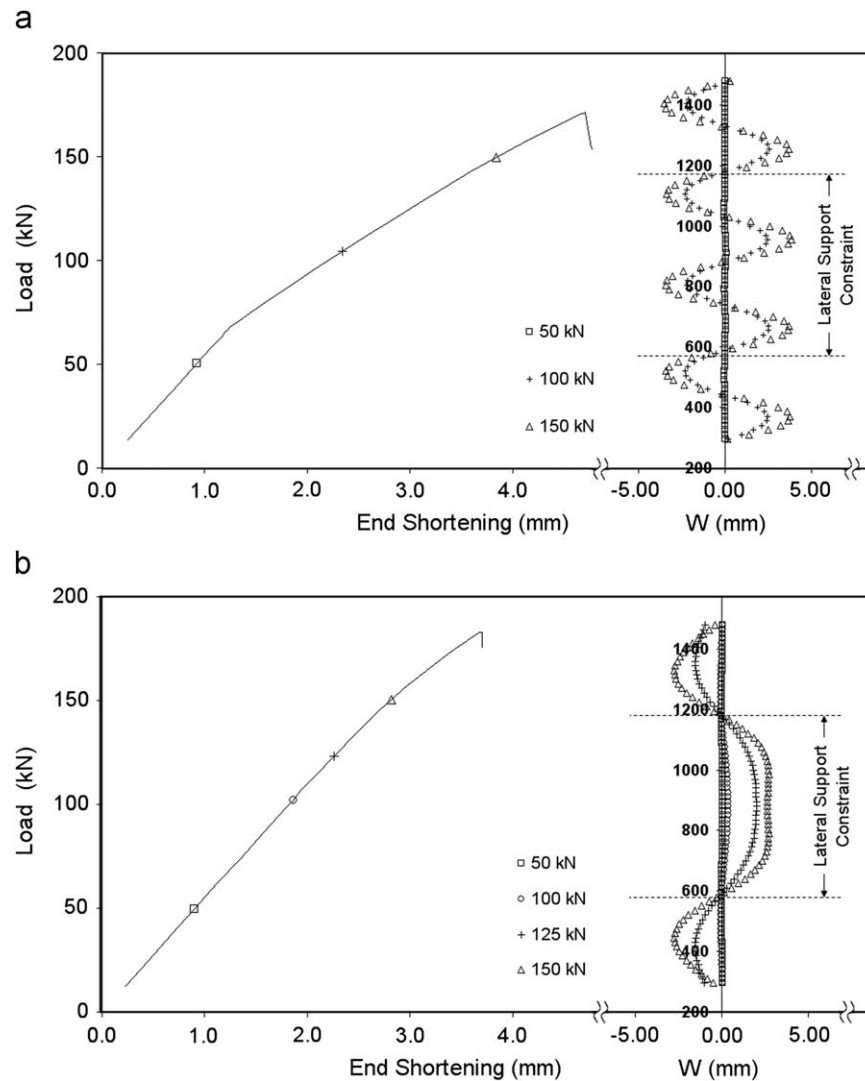 a
200
150
100
50
0
Load (kN)
0.0 1.0 2.0 3.0 4.0
End Shortening (mm)
50 kN
100 kN
150 kN
1400
1200
1000
800
600
400
200
-5.00 0.00 5.00
W (mm)
Lateral Support
Constraint
b
200
150
100
50
0
Load (kN)
0.0 1.0 2.0 3.0 4.0
End Shortening (mm)
50 kN
100 kN
125 kN
150 kN
1400
1200
1000
800
600
400
200
-5.00 0.00 5.00
W (mm)
Lateral Support
Constraint